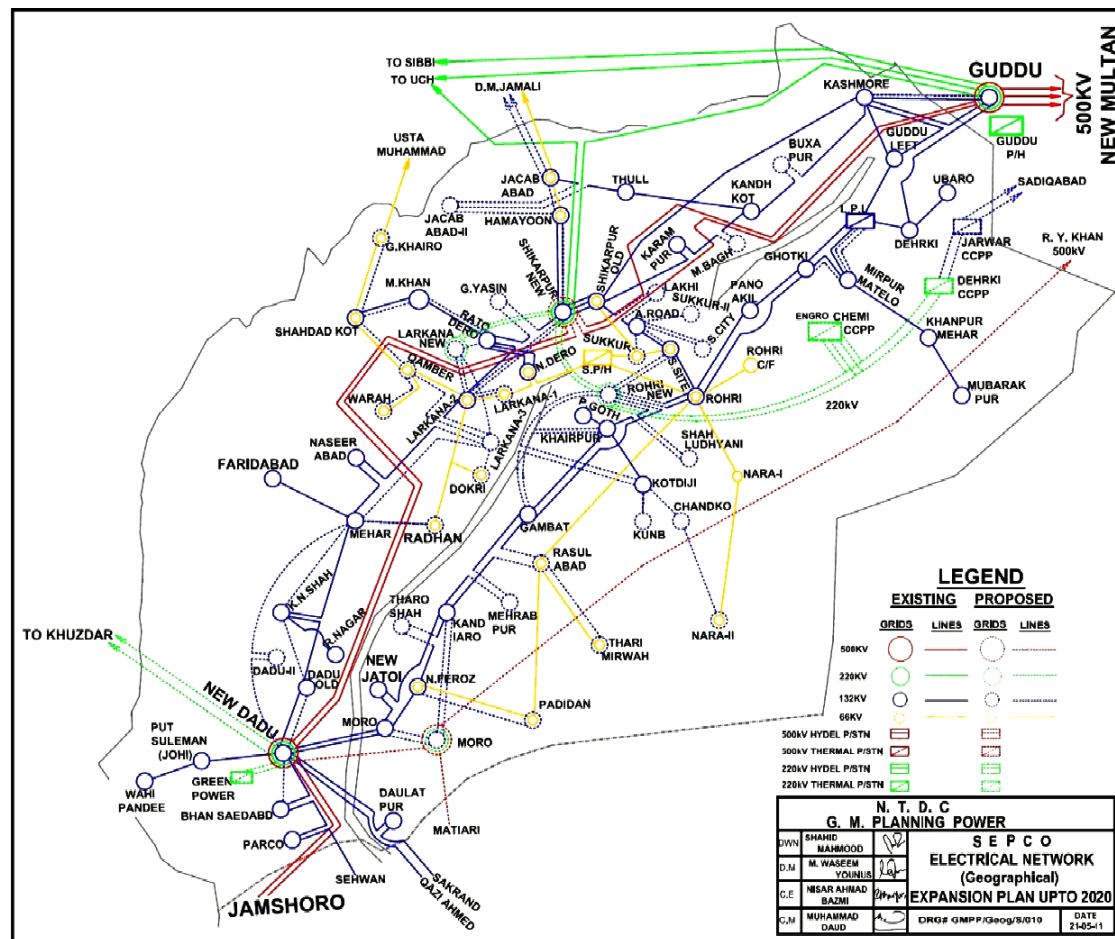 TO SIBBI
TO UCH
D.M.JAMALI
USTA
MUHAMMAD
KASHMORE
GUDDU
500KV
NEW MULTAN
GUDDU
P/H
GUDDU
LEFT
BUXA
PUR
UBARO
SADIQABAD
JACAB
ABAD
THULL
KANDH
KOT
JACAB
ABAD-II
HAMAYOON
L.P.I
DEHRKI
JARWAR
CCPP
R. Y. KHAN
500kV
G.KHAIRO
SHIKARPUR
NEW
SHIKARPUR
OLD
KARAM
PUR
M.BAGH
GHOTKI
MIRPUR
MATELO
DEHRKI
CCPP
M.KHAN
G.YASIN
LAKHI
SUKKUR-II
PANO
AKIL
SHAHDAD KOT
RATO
DERO
LARKANA
NEW
A.ROAD
S.CITY
ENGRO CHEMI
CCPP
KHANPUR
MEHAR
N.DERO
SUKKUR
S.P/H
S.SITE
ROHRI
C/F
QAMBER
WARAH
LARKANA-2
LARKANA-1
ROHRI
NEW
ROHRI
220kV
MUBARAK
PUR
P.GOTH
KHAIRPUR
SHAH
LUDHYANI
LARKANA-3
NASEER
ABAD
FARIDABAD
DOKRI
KOTDIJI
NARA-I
CHANDKO
MEHAR
RADHAN
GAMBAT
KUNB
RASUL
ABAD
K.N.SHAH
R.NAGAR
THARO
SHAH
KAND
IARO
MEHRAB
PUR
THARI
MIRWAH
NARA-II
TO KHUZDAR
DADU-II
DADU
OLD
NEW
JATOI
N.FEROZ
PADIDAN
NEW DADU
MORO
MORO
PUT
SULEMAN
(JOHI)
WAHI
PANDEE
GREEN
POWER
BHAN SAEDABD
PARCO
DAULAT
PUR
MATIARI
SEHWAN
SAKRAND
QAZI AHMED
JAMSHORO
LEGEND
EXISTING PROPOSED
GRIDS LINES GRIDS LINES
500KV
220KV
132KV
66KV
500kV HYDEL P/STN
500kV THERMAL P/STN
220kV HYDEL P/STN
220kV THERMAL P/STN
N. T. D. C
G. M. PLANNING POWER
DWN SHAHID
MAHMOOD
D.M M. WASEEM
YOUNUS
C.E NISAR AHMAD
BAZMI
G.M MUHAMMAD
DAUD
S E P C O
ELECTRICAL NETWORK
(Geographical)
EXPANSION PLAN UPTO 2020
DRG# GMPP/Geog/S/010
DATE
21-05-11